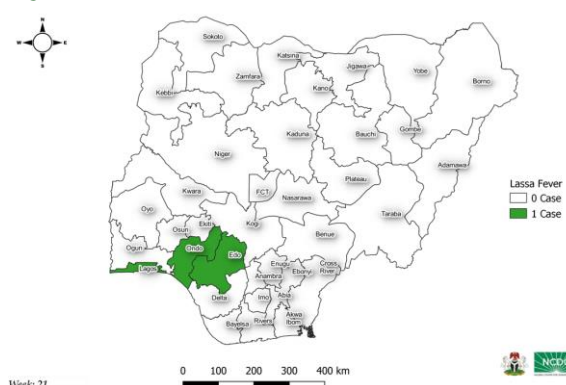 N
W E
S
Sokoto
Katsina
Jigawa
Yobe
Borno
Zamfara
Kano
Kebbi
Gombe
Kaduna
Bauchi
Niger
Adamawa
Plateau
Kwara
FCT
Nasarawa
Taraba
Oyo
Kogi
Ekiti
Osun
Benue
Ogun
Ondo
Edo
Enugu
Ebonyi
Cross
River
Lagos
Anambra
Delta
Imo
Abia
Akwa
Ibom
Bayelsa
Rivers
Lassa Fever
0 Case
1 Case
0 100 200 300 400 km
NCDC